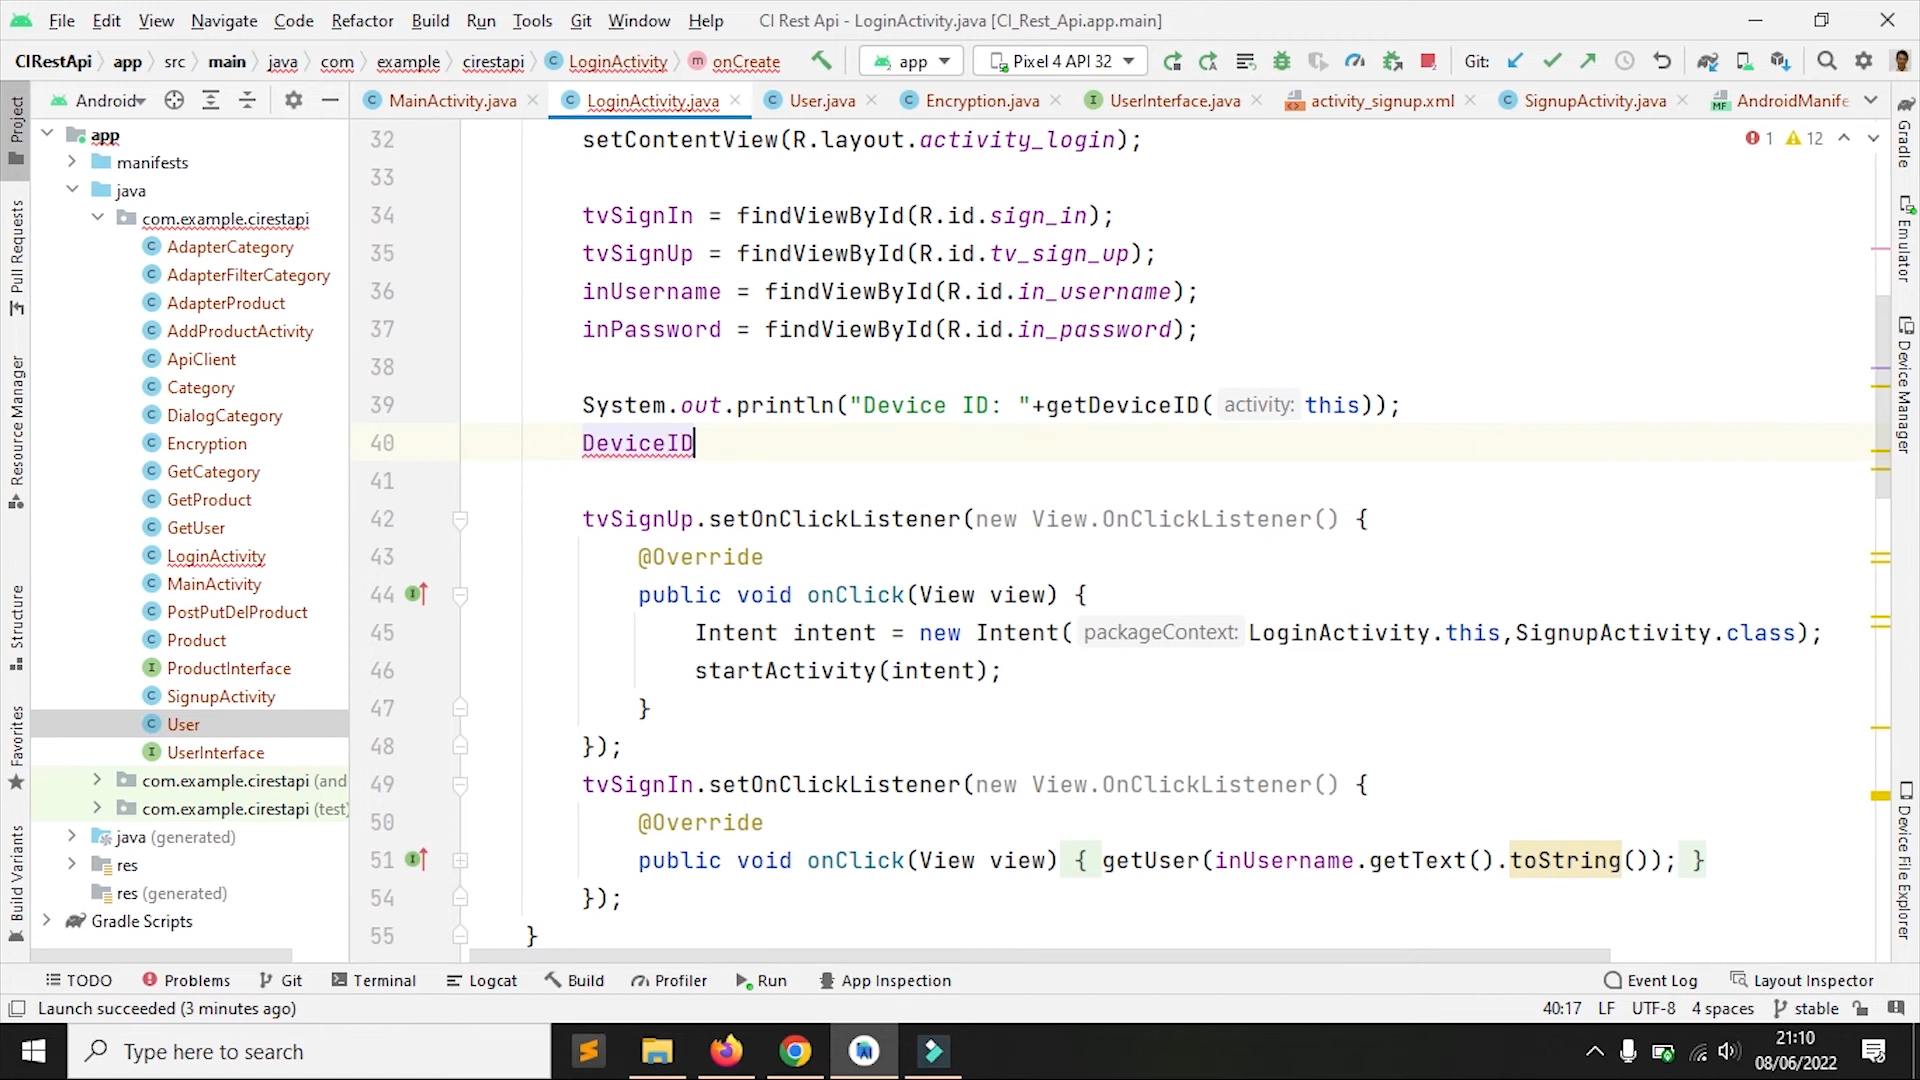 File Edit View Navigate Code Refactor Build Run Tools Git Window Help CI Rest Api - LoginActivity.java [CI_Rest_Api.app.main]
CIRestApi app src main java com example cirestapi LoginActivity onCreate app Pixel 4 API 32 Git:
Android MainActivity.java LoginActivity.java User.java Encryption.java UserInterface.java activity_signup.xml SignupActivity.java AndroidManife
Project
Pull Requests
Resource Manager
Structure
Favorites
Build Variants
app
manifests
java
com.example.cirestapi
AdapterCategory
AdapterFilterCategory
AdapterProduct
AddProductActivity
ApiClient
Category
DialogCategory
Encryption
GetCategory
GetProduct
GetUser
LoginActivity
MainActivity
PostPutDelProduct
Product
ProductInterface
SignupActivity
User
UserInterface
com.example.cirestapi (and
com.example.cirestapi (test)
java (generated)
res
res (generated)
Gradle Scripts
32 setContentView(R.layout.activity_login);
33
34 tvSignIn = findViewById(R.id.sign_in);
35 tvSignUp = findViewById(R.id.tv_sign_up);
36 inUsername = findViewById(R.id.in_username);
37 inPassword = findViewById(R.id.in_password);
38
39 System.out.println("Device ID: "+getDeviceID( activity: this));
40 DeviceID
41
42 tvSignUp.setOnClickListener(new View.OnClickListener() {
43 @Override
44 public void onClick(View view) {
45 Intent intent = new Intent( packageContext: LoginActivity.this,SignupActivity.class);
46 startActivity(intent);
47 }
48 });
49 tvSignIn.setOnClickListener(new View.OnClickListener() {
50 @Override
51 public void onClick(View view) { getUser(inUsername.getText().toString()); }
54 });
55 }
1 12
Gradle
Emulator
Device Manager
Device File Explorer
TODO Problems Git Terminal Logcat Build Profiler Run App Inspection Event Log Layout Inspector
Launch succeeded (3 minutes ago) 40:17 LF UTF-8 4 spaces stable
Type here to search
21:10
08/06/2022